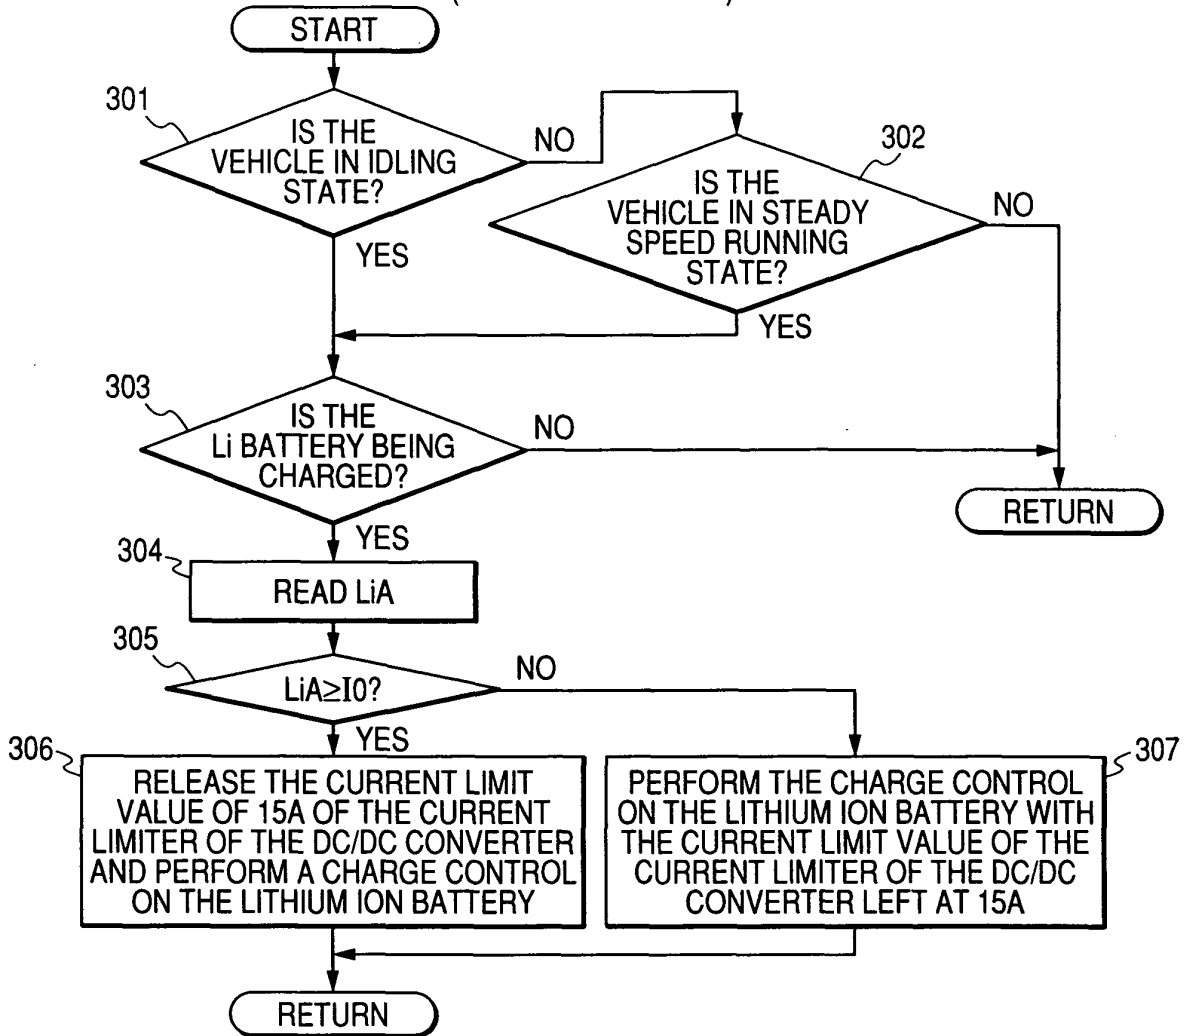 START
301
IS THE
VEHICLE IN IDLING
STATE?
NO
YES
302
IS THE
VEHICLE IN STEADY
SPEED RUNNING
STATE?
NO
YES
303
IS THE
Li BATTERY BEING
CHARGED?
NO
YES
RETURN
304
READ LiA
305
LiA≥I0?
NO
YES
306
RELEASE THE CURRENT LIMIT
VALUE OF 15A OF THE CURRENT
LIMITER OF THE DC/DC CONVERTER
AND PERFORM A CHARGE CONTROL
ON THE LITHIUM ION BATTERY
307
PERFORM THE CHARGE CONTROL
ON THE LITHIUM ION BATTERY WITH
THE CURRENT LIMIT VALUE OF THE
CURRENT LIMITER OF THE DC/DC
CONVERTER LEFT AT 15A
RETURN